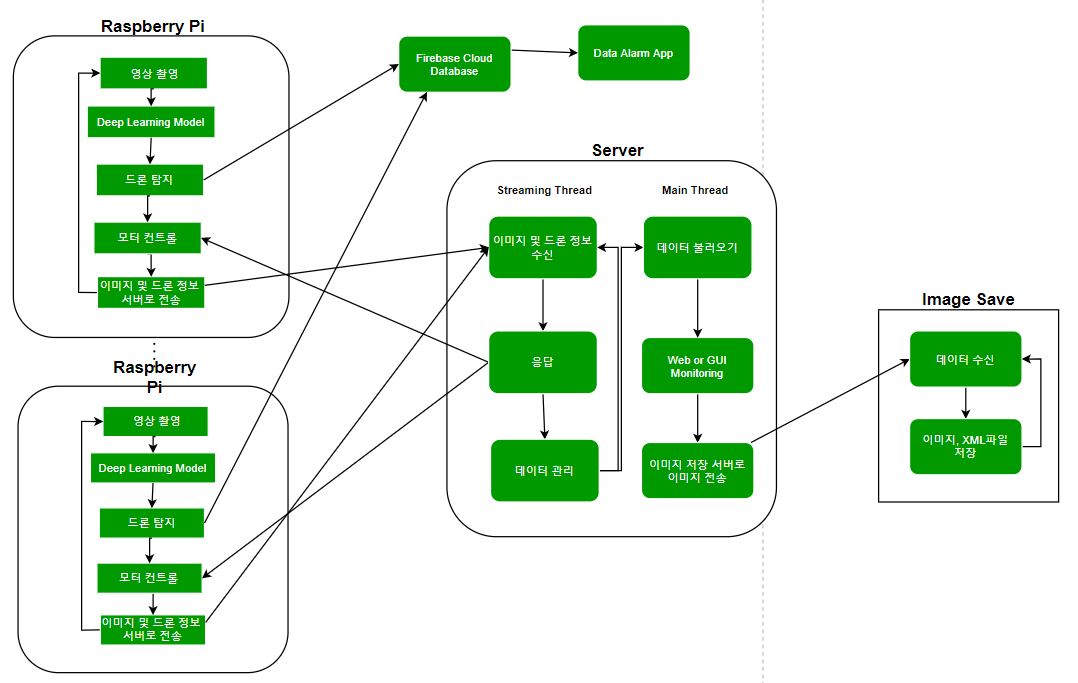 Raspberry Pi
영상 촬영
Deep Learning Model
드론 탐지
모터 컨트롤
이미지 및 드론 정보
서버로 전송
Raspberry
Pi
영상 촬영
Deep Learning Model
드론 탐지
모터 컨트롤
이미지 및 드론 정보
서버로 전송
Firebase Cloud
Database
Data Alarm App
Server
Streaming Thread
이미지 및 드론 정보
수신
응답
데이터 관리
Main Thread
데이터 불러오기
Web or GUI
Monitoring
이미지 저장 서버로
이미지 전송
Image Save
데이터 수신
이미지, XML파일
저장